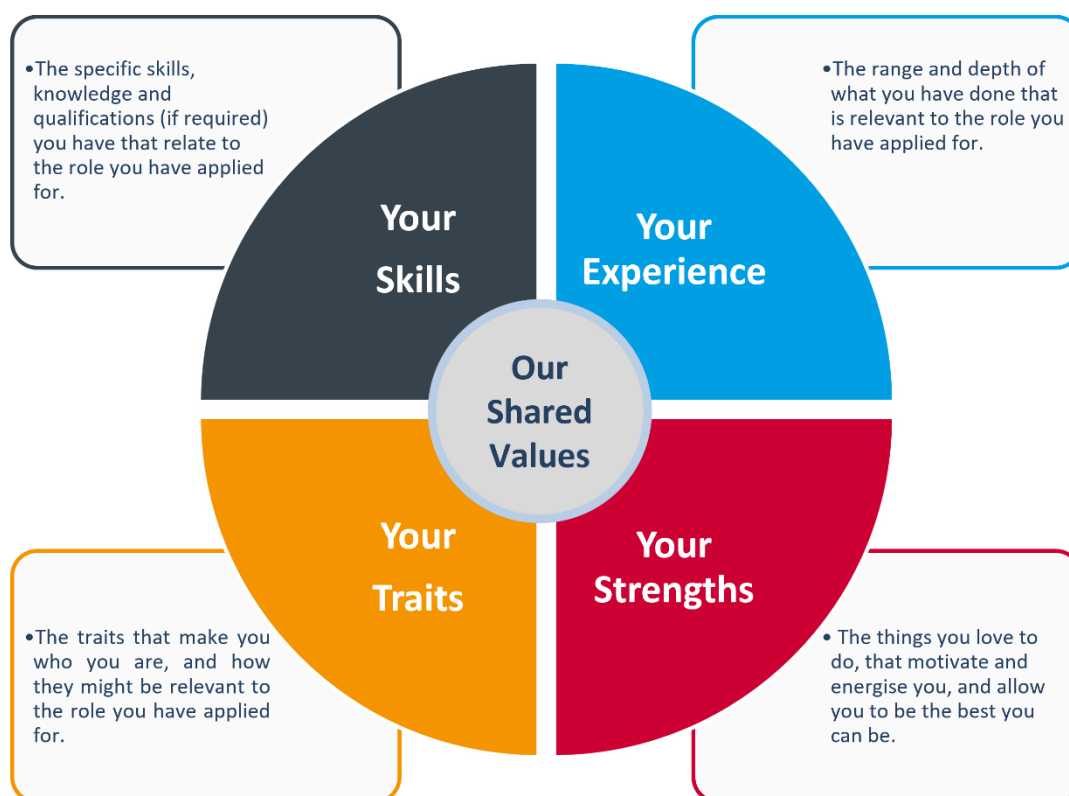 •The specific skills,
knowledge and
qualifications (if required)
you have that relate to
the role you have applied
for.
•The range and depth of
what you have done that
is relevant to the role you
have applied for.
Your
Skills
Your
Experience
Our
Shared
Values
Your
Traits
Your
Strengths
•The traits that make you
who you are, and how
they might be relevant to
the role you have applied
for.
• The things you love to
do, that motivate and
energise you, and allow
you to be the best you
can be.